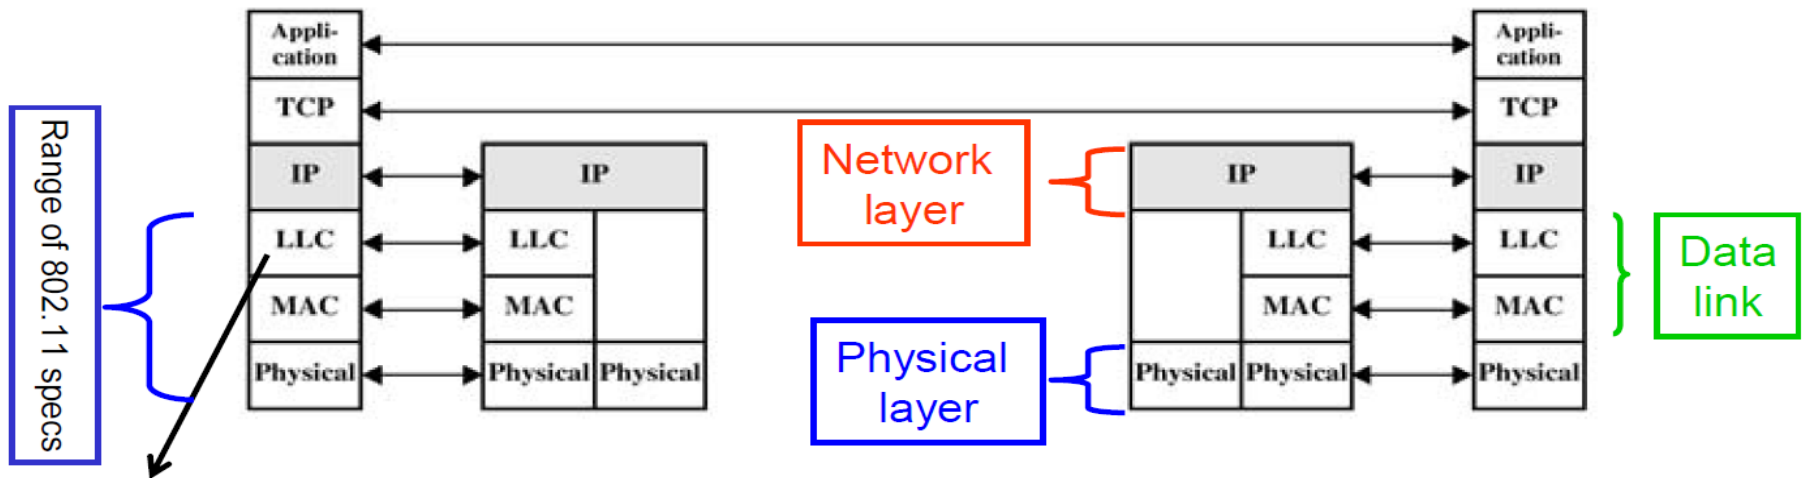 Appli-
cation
TCP
IP
LLC
MAC
Physical
Range of 802.11 specs
IP
LLC
MAC
Physical
Physical
Network
layer
Physical
layer
IP
LLC
MAC
Physical
Physical
Appli-
cation
TCP
IP
LLC
MAC
Physical
Data
link